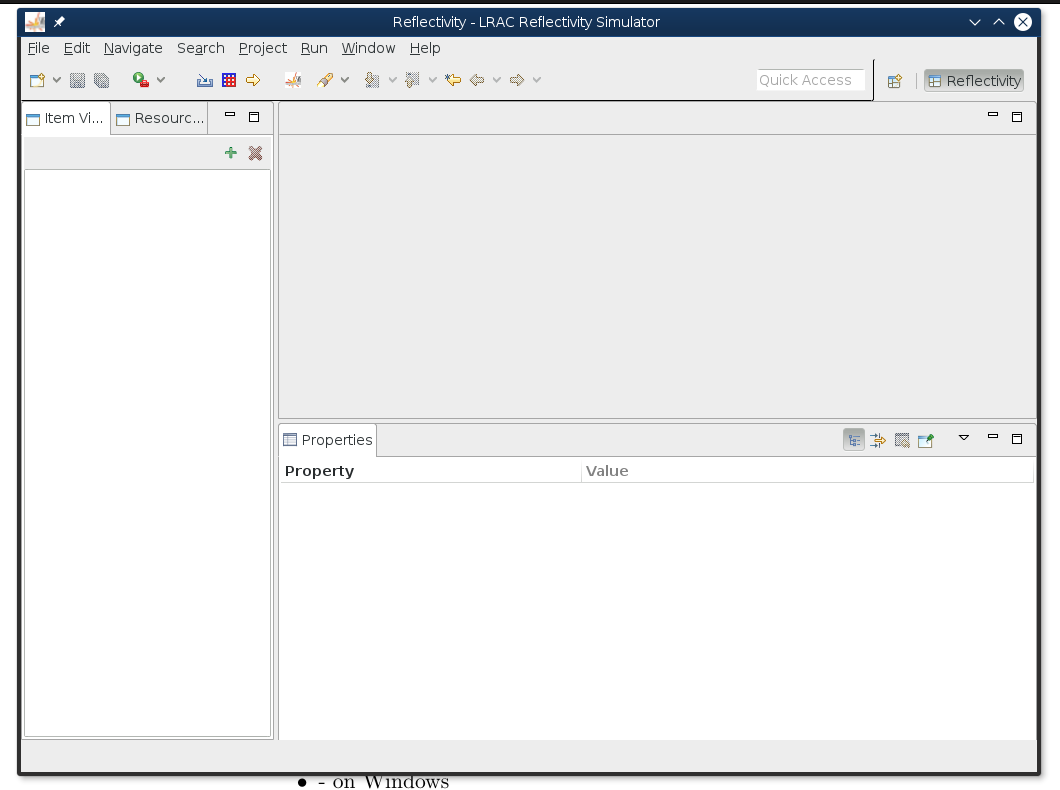 Reflectivity - LRAC Reflectivity Simulator
File Edit Navigate Search Project Run Window Help
Quick Access
Reflectivity
Item Vi... Resourc...
Properties
Property Value
- on Windows